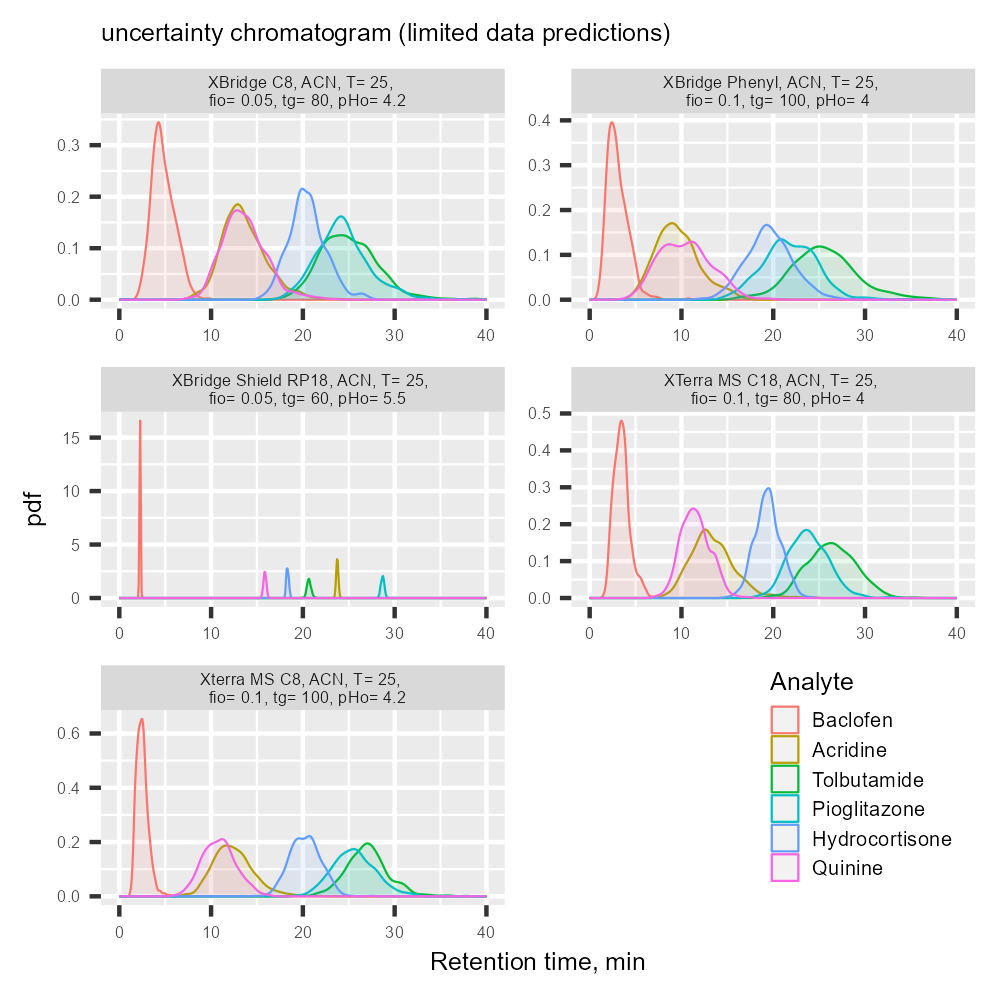 uncertainty chromatogram (limited data predictions)
XBridge C8, ACN, T= 25,
fio= 0.05, tg= 80, pHo= 4.2
XBridge Phenyl, ACN, T= 25,
fio= 0.1, tg= 100, pHo= 4
0.3
0.2
0.1
0.0
0 10 20 30 40
0.4
0.3
0.2
0.1
0.0
0 10 20 30 40
XBridge Shield RP18, ACN, T= 25,
fio= 0.05, tg= 60, pHo= 5.5
XTerra MS C18, ACN, T= 25,
fio= 0.1, tg= 80, pHo= 4
pdf
15
10
5
0
0 10 20 30 40
0.5
0.4
0.3
0.2
0.1
0.0
0 10 20 30 40
Xterra MS C8, ACN, T= 25,
fio= 0.1, tg= 100, pHo= 4.2
0.6
0.4
0.2
0.0
0 10 20 30 40
Analyte
Baclofen
Acridine
Tolbutamide
Pioglitazone
Hydrocortisone
Quinine
Retention time, min